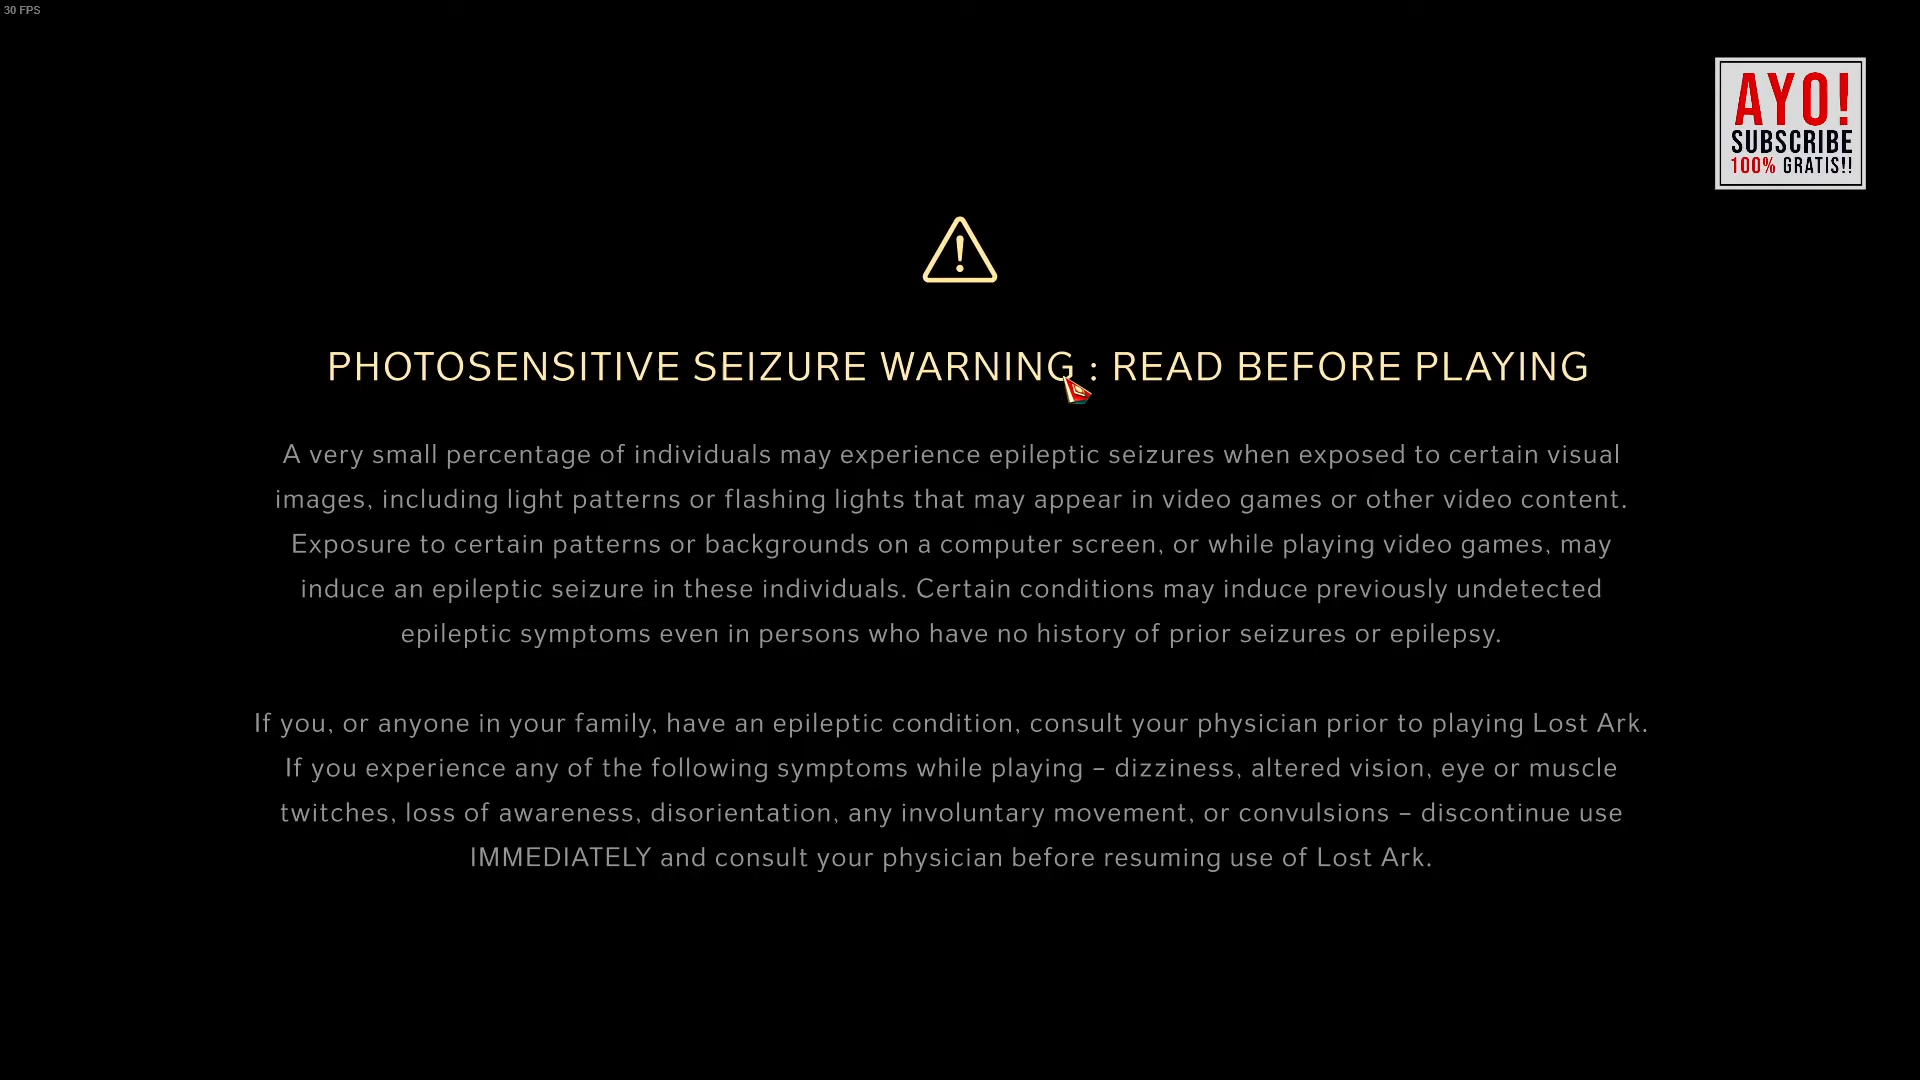 30 FPS
AYO!
SUBSCRIBE
100% GRATIS!!
PHOTOSENSITIVE SEIZURE WARNING : READ BEFORE PLAYING
A very small percentage of individuals may experience epileptic seizures when exposed to certain visual
images, including light patterns or flashing lights that may appear in video games or other video content.
Exposure to certain patterns or backgrounds on a computer screen, or while playing video games, may
induce an epileptic seizure in these individuals. Certain conditions may induce previously undetected
epileptic symptoms even in persons who have no history of prior seizures or epilepsy.
If you, or anyone in your family, have an epileptic condition, consult your physician prior to playing Lost Ark.
If you experience any of the following symptoms while playing – dizziness, altered vision, eye or muscle
twitches, loss of awareness, disorientation, any involuntary movement, or convulsions – discontinue use
IMMEDIATELY and consult your physician before resuming use of Lost Ark.